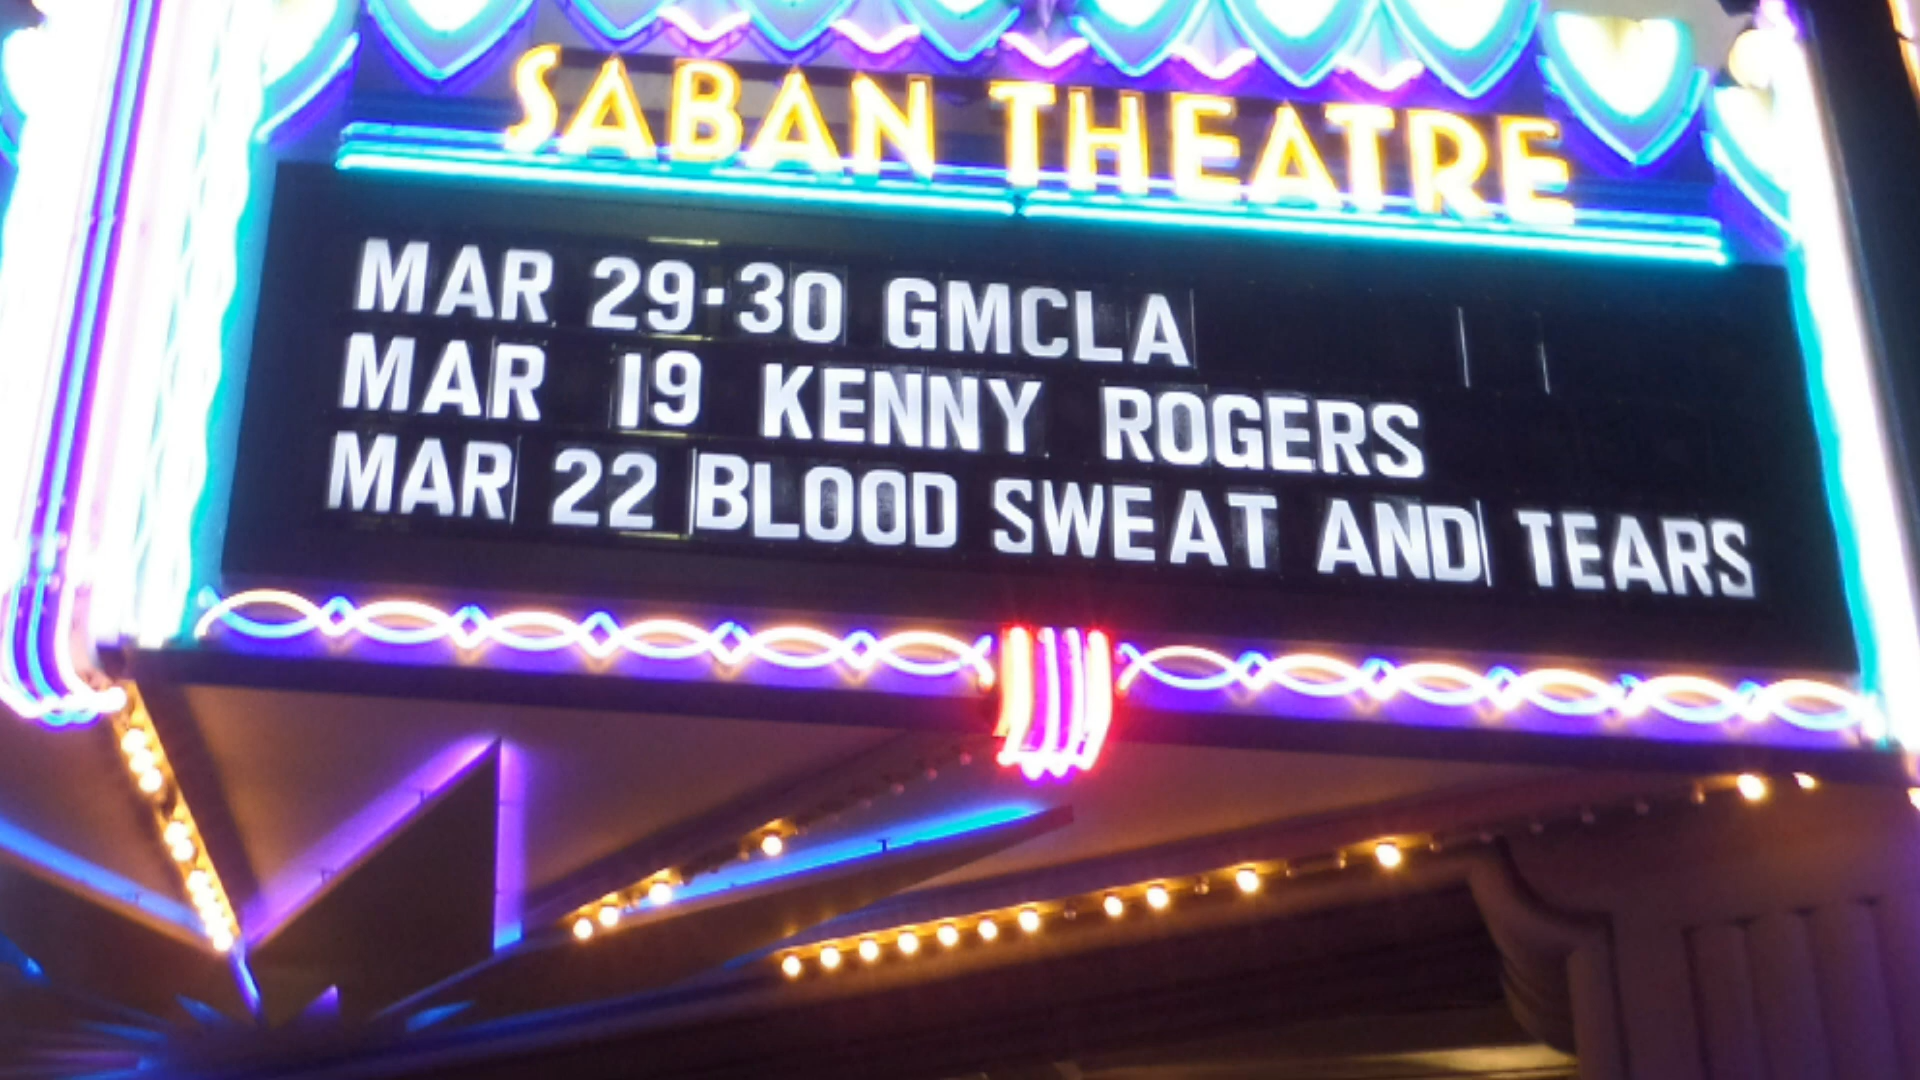 SABAN THEATRE
MAR 29·30 GMCLA
MAR 19 KENNY ROGERS
MAR 22 BLOOD SWEAT AND TEARS